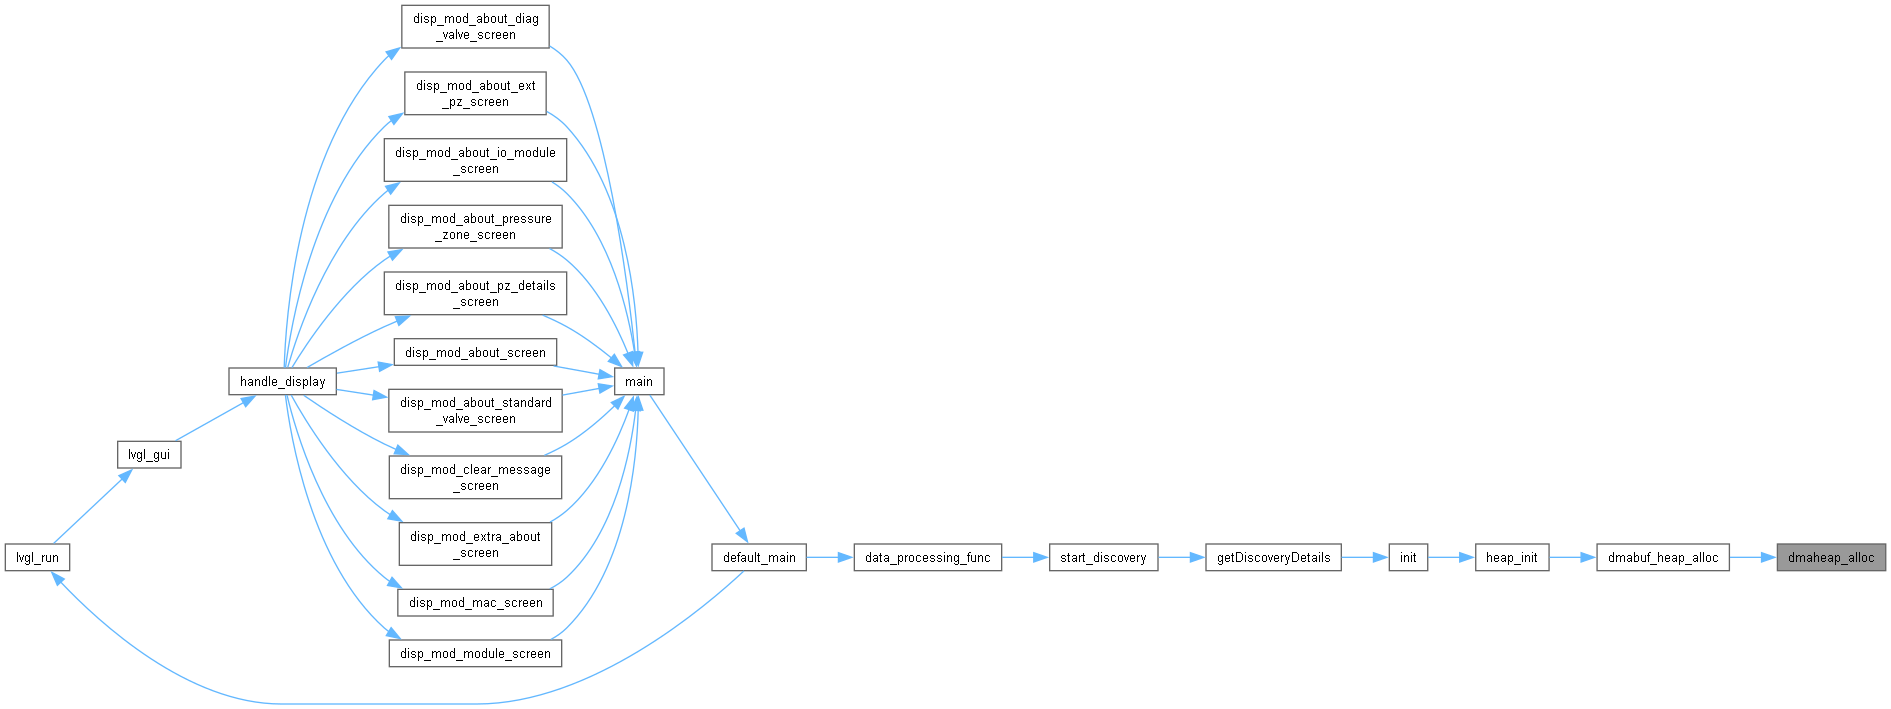 disp_mod_about_diag
_valve_screen
disp_mod_about_ext
_pz_screen
disp_mod_about_io_module
_screen
disp_mod_about_pressure
_zone_screen
disp_mod_about_pz_details
_screen
disp_mod_about_screen
handle_display
main
disp_mod_about_standard
_valve_screen
lvgl_gui
disp_mod_clear_message
_screen
disp_mod_extra_about
_screen
lvgl_run
default_main
data_processing_func
start_discovery
getDiscoveryDetails
init
heap_init
dmabuf_heap_alloc
dmaheap_alloc
disp_mod_mac_screen
disp_mod_module_screen